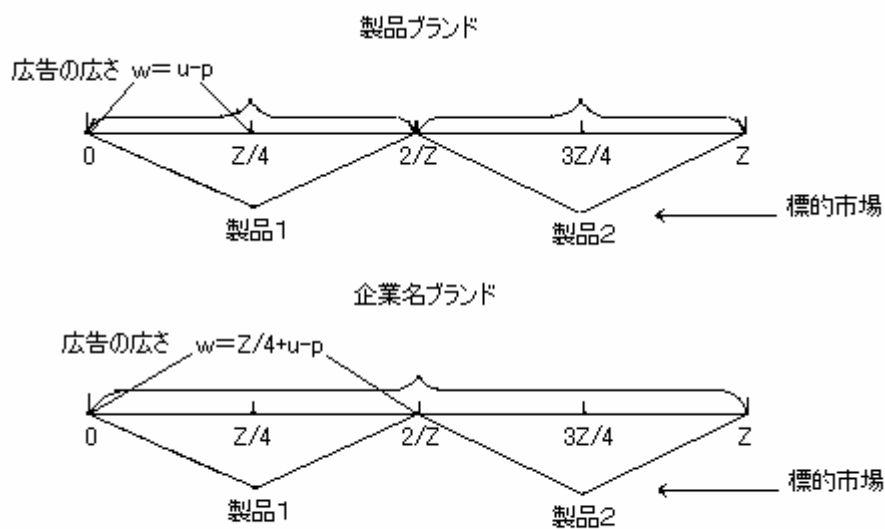 製品ブランド
広告の広さ w=u-p
0 Z/4 2/Z 3Z/4 Z
製品1 製品2 標的市場
企業名ブランド
広告の広さ w=Z/4+u-p
0 Z/4 2/Z 3Z/4 Z
製品1 製品2 標的市場